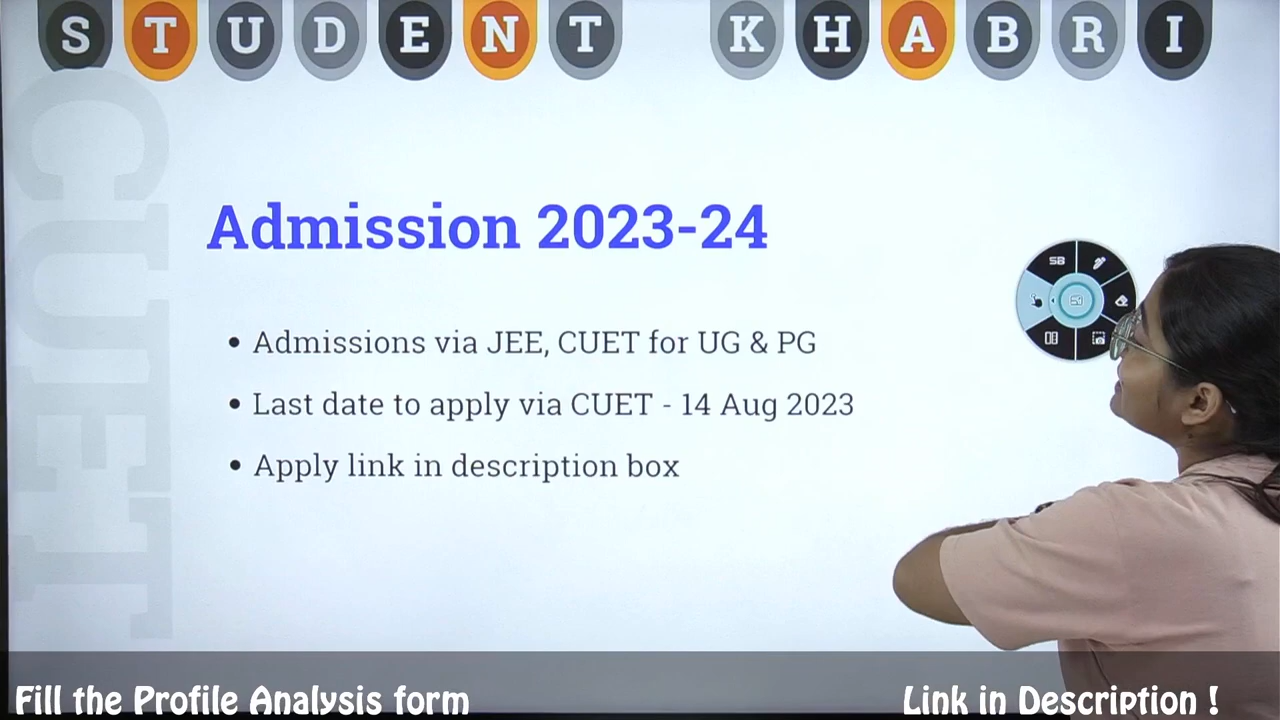 STUDENT KHABRI
CUET
Admission 2023-24
• Admissions via JEE, CUET for UG & PG
• Last date to apply via CUET - 14 Aug 2023
• Apply link in description box
SB
Fill the Profile Analysis form
Link in Description !